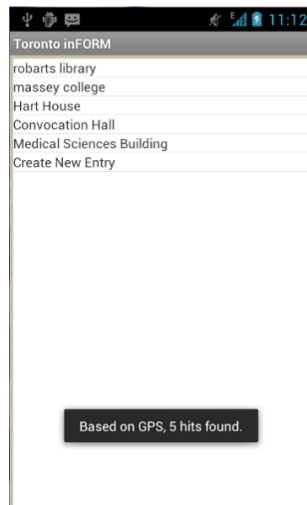 E 11:12
Toronto inFORM
robarts library
massey college
Hart House
Convocation Hall
Medical Sciences Building
Create New Entry
Based on GPS, 5 hits found.